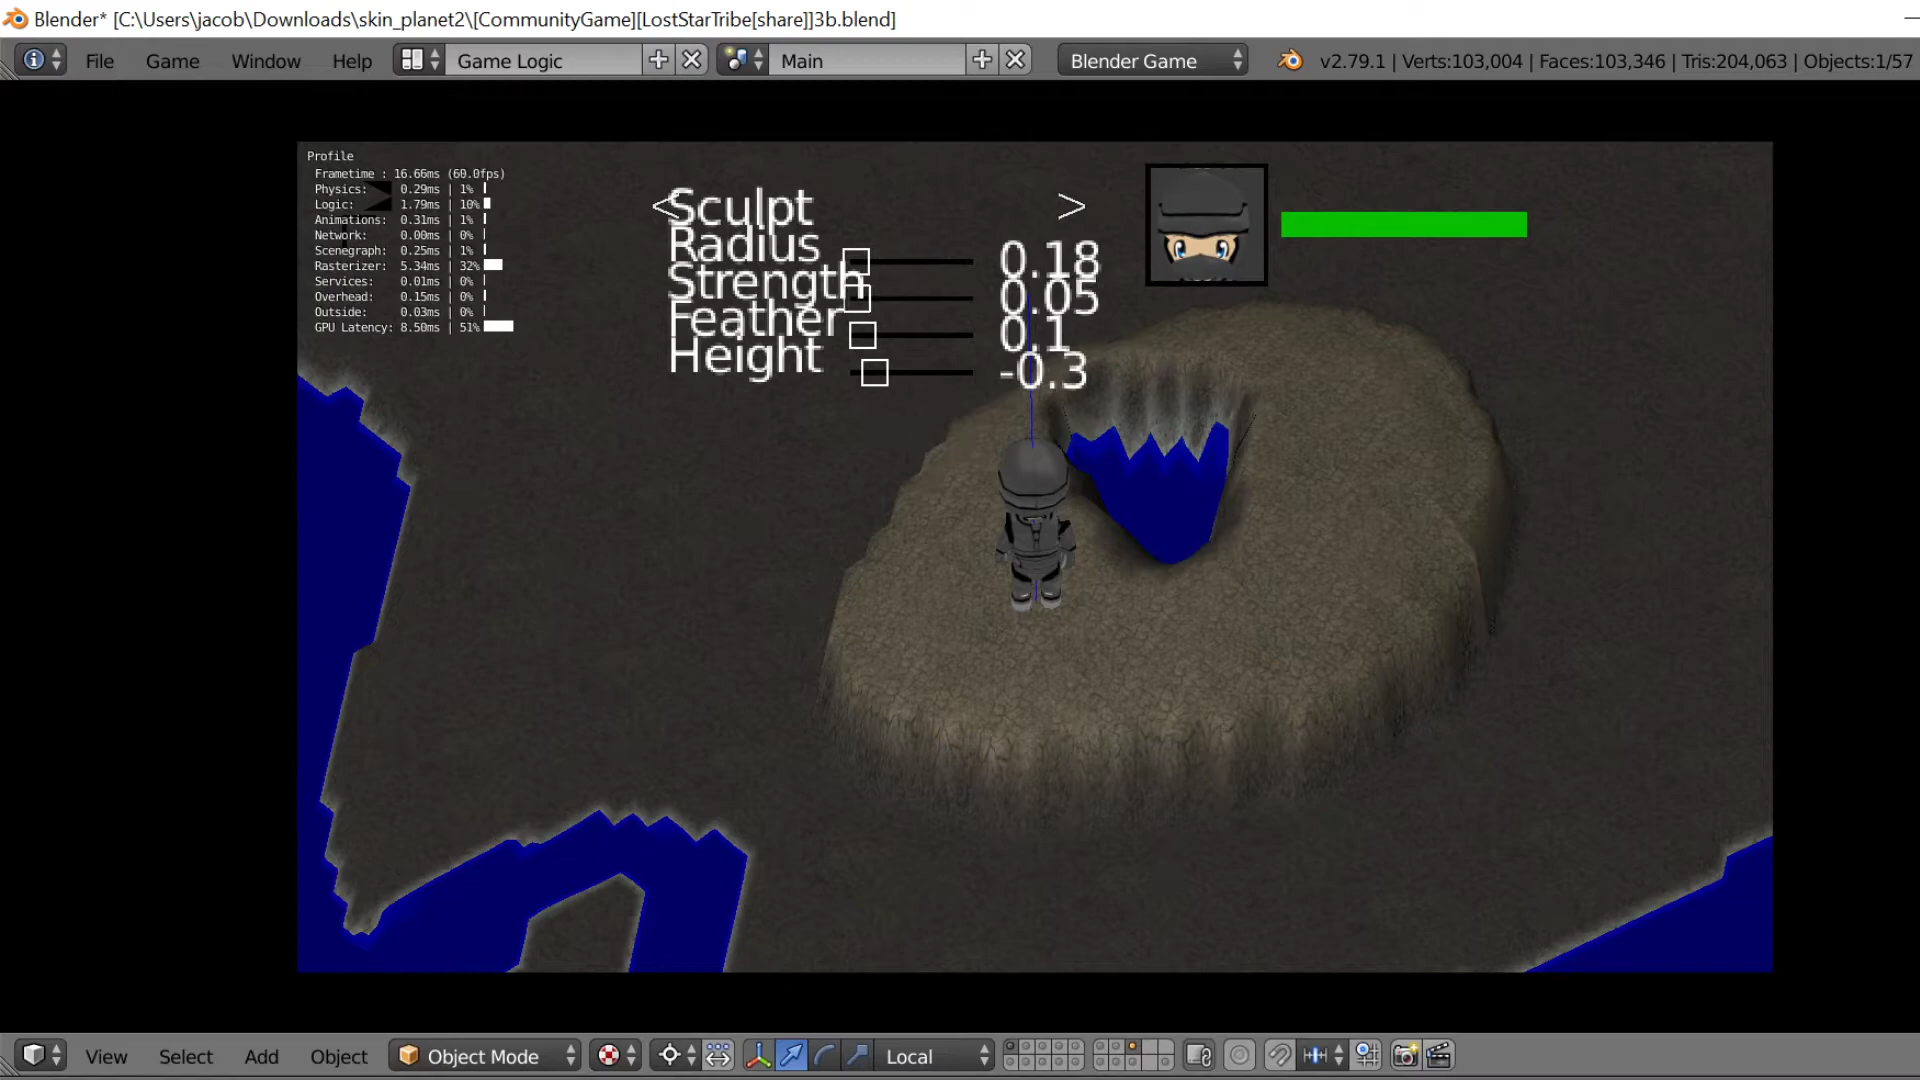 Blender* [C:\Users\jacob\Downloads\skin_planet2\[CommunityGame][LostStarTribe[share]]3b.blend]
File Game Window Help Game Logic Main Blender Game v2.79.1 | Verts:103,004 | Faces:103,346 | Tris:204,063 | Objects:1/57
Profile
Frametime : 16.66ms (60.0fps)
Physics: 0.29ms | 1%
Logic: 1.79ms | 10%
Animations: 0.31ms | 1%
Network: 0.00ms | 0%
Scenegraph: 0.25ms | 1%
Rasterizer: 5.34ms | 32%
Services: 0.01ms | 0%
Overhead: 0.15ms | 0%
Outside: 0.03ms | 0%
GPU Latency: 8.50ms | 51%
< Sculpt >
Radius 0.18
Strength 0.05
Feather 0.1
Height -0.3
View Select Add Object Object Mode Local